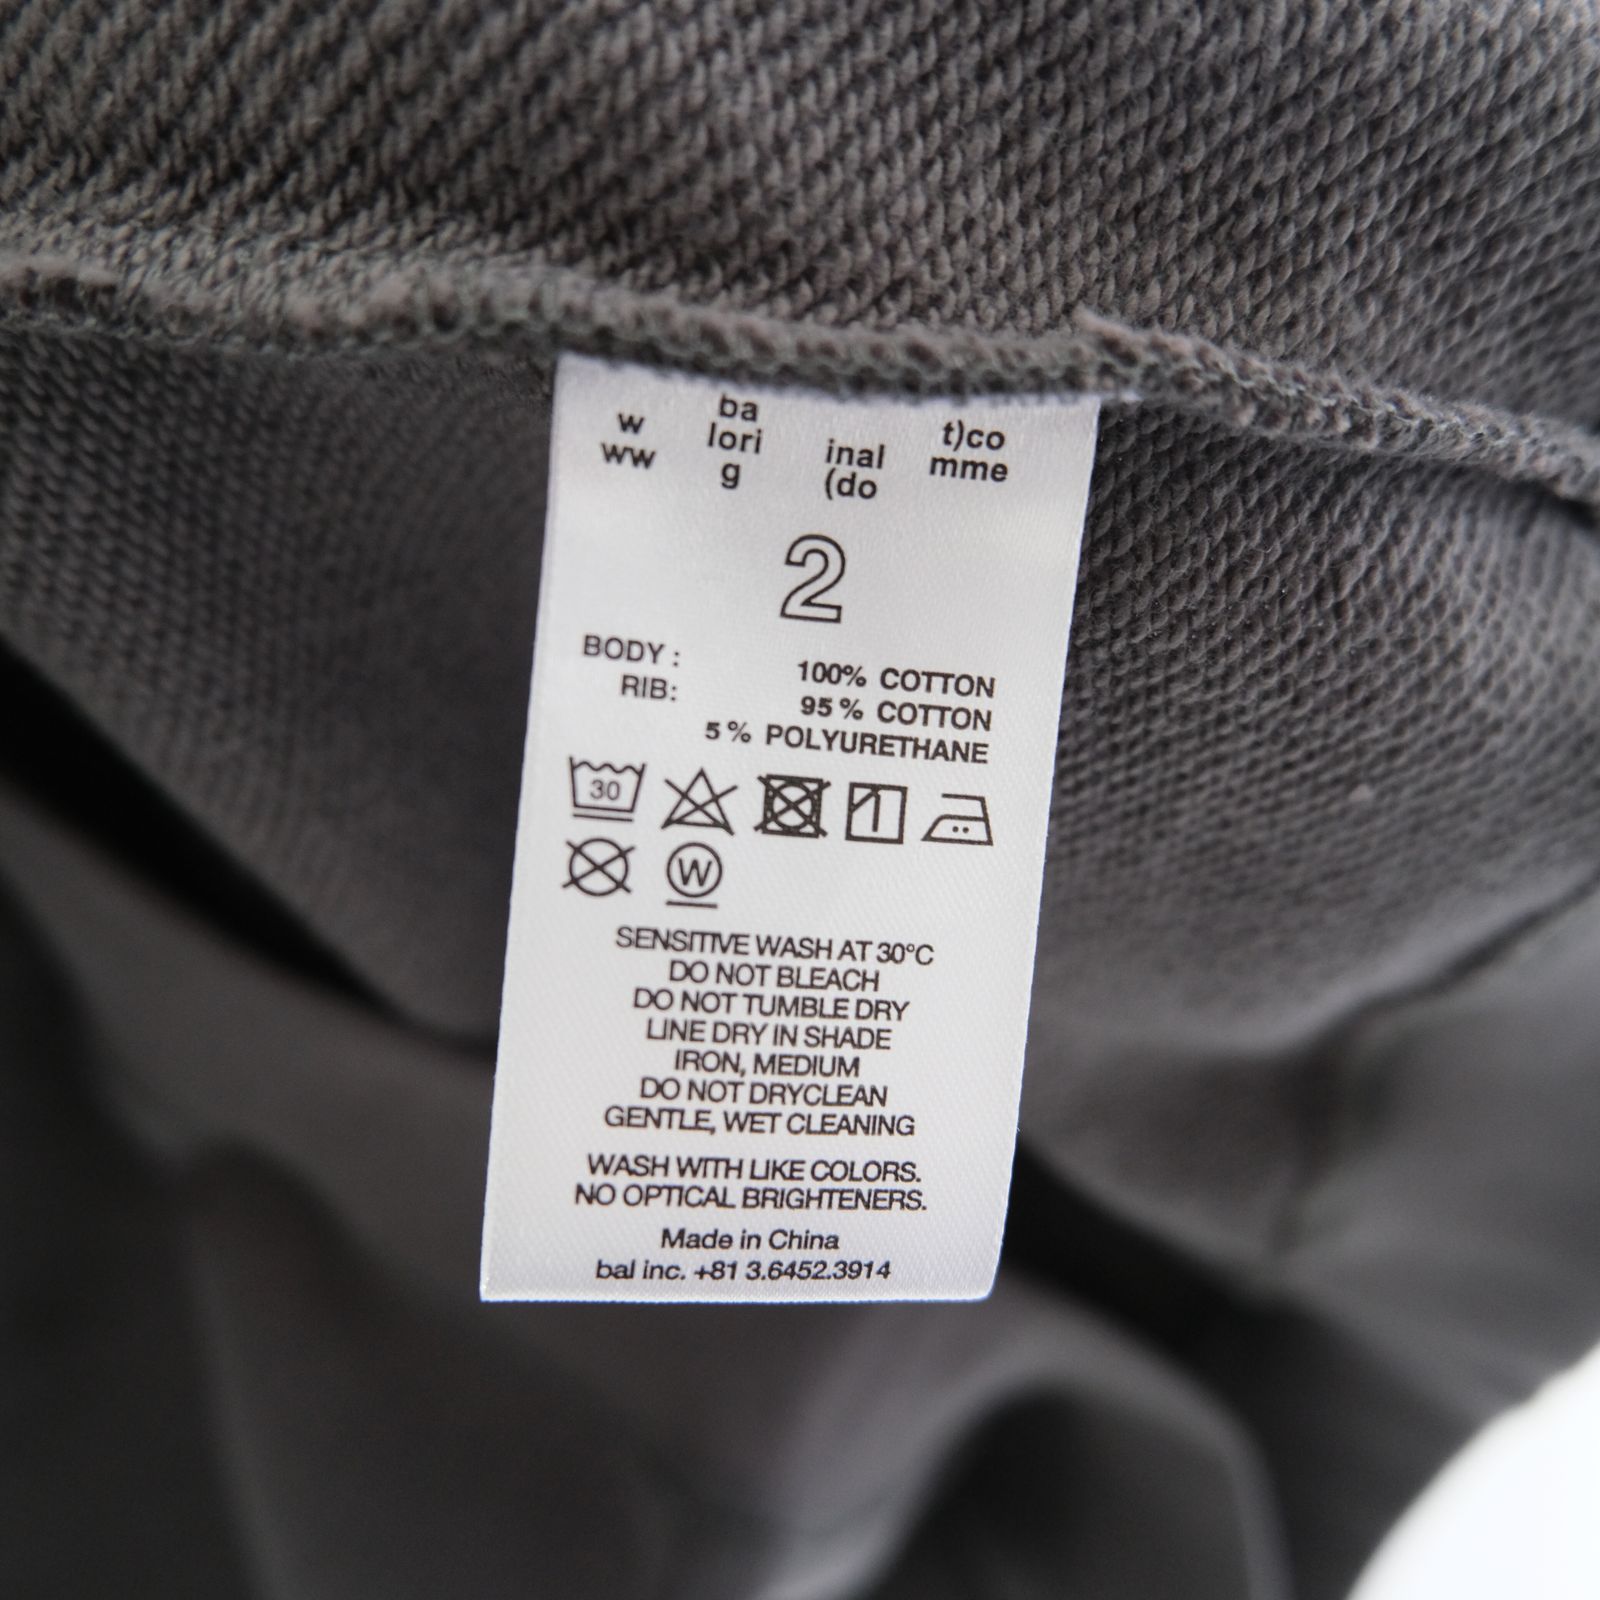 w ww
ba lori g
inal (do
t)co mme
2
BODY : 100% COTTON
RIB: 95% COTTON
5% POLYURETHANE
30
W
SENSITIVE WASH AT 30°C
DO NOT BLEACH
DO NOT TUMBLE DRY
LINE DRY IN SHADE
IRON, MEDIUM
DO NOT DRYCLEAN
GENTLE, WET CLEANING
WASH WITH LIKE COLORS.
NO OPTICAL BRIGHTENERS.
Made in China
bal inc. +81 3.6452.3914